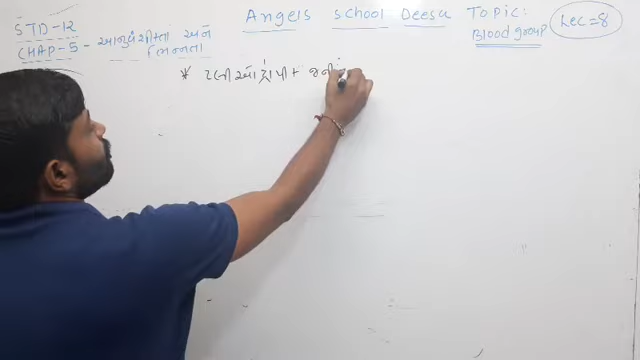 STD-12
CHAP-5 - આનુવંશિકતા અને
ભિન્નતા
Angels School Deesa
Topic:
Blood group
Lec=8
*